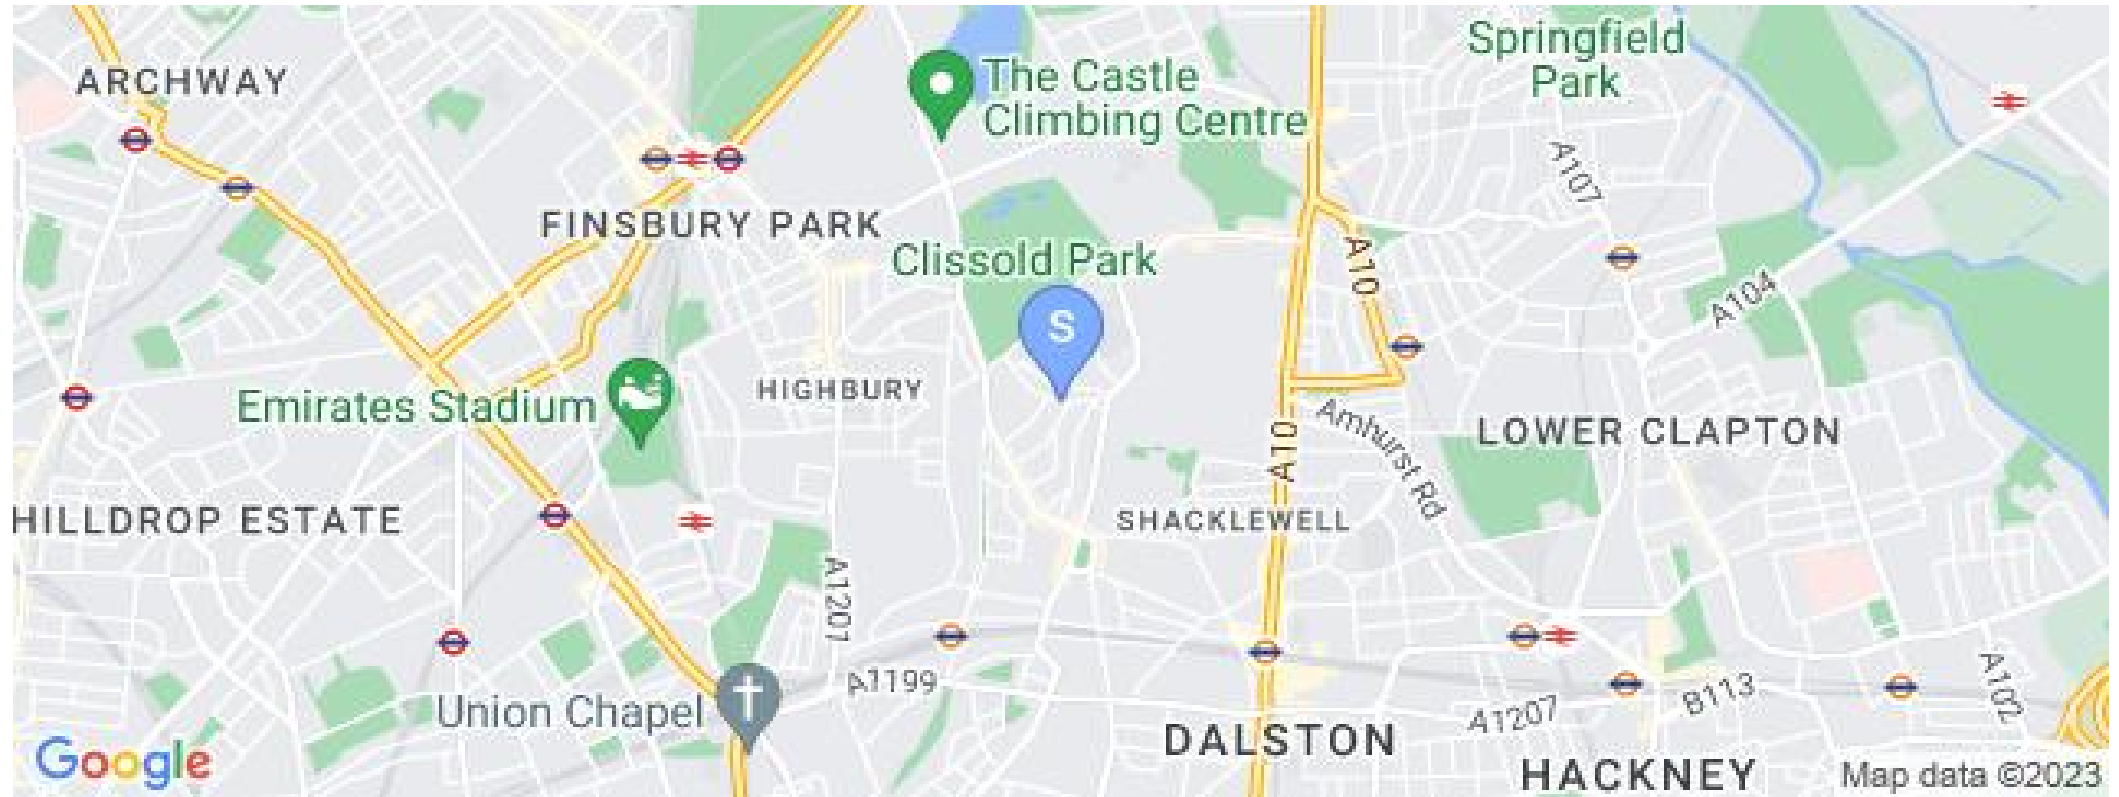 Springfield
Park
ARCHWAY
The Castle
Climbing Centre
A107
FINSBURY PARK
Clissold Park
A10
S
A104
HIGHBURY
Emirates Stadium
Amhurst Rd
LOWER CLAPTON
A10
HILLDROP ESTATE
SHACKLEWELL
A1201
A1199
A102
B113
Union Chapel
A1207
DALSTON
Google
HACKNEY
Map data ©2023